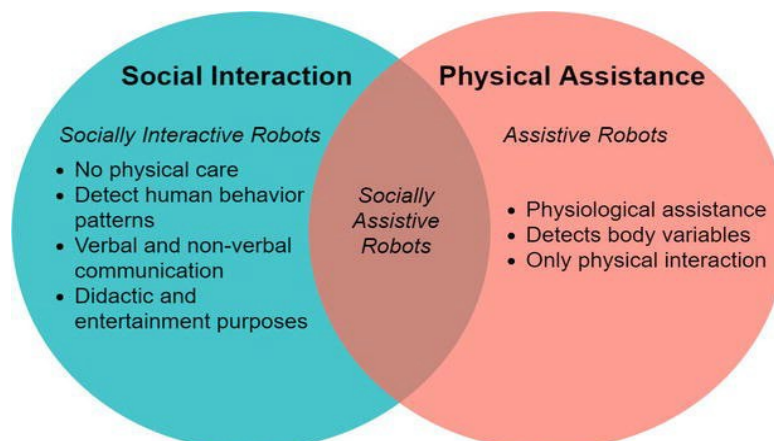 Social Interaction
Socially Interactive Robots
• No physical care
• Detect human behavior
patterns
• Verbal and non-verbal
communication
• Didactic and
entertainment purposes
Socially
Assistive
Robots
Physical Assistance
Assistive Robots
• Physiological assistance
• Detects body variables
• Only physical interaction